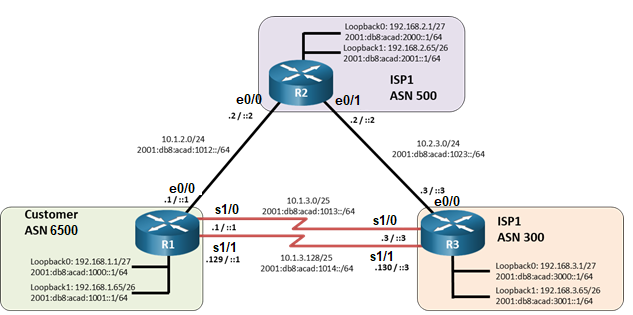 Loopback0: 192.168.2.1/27
2001:db8:acad:2000::1/64
Loopback1: 192.168.2.65/26
2001:db8:acad:2001::1/64
ISP1
ASN 500
R2
e0/0
e0/1
.2 / ::2
.2 / ::2
10.1.2.0/24
2001:db8:acad:1012::/64
10.2.3.0/24
2001:db8:acad:1023::/64
e0/0
.1 / ::1
.3 / ::3
e0/0
Customer
ASN 6500
R1
s1/0
.1 / ::1
10.1.3.0/25
2001:db8:acad:1013::/64
s1/0
.3 / ::3
s1/1
.129 / ::1
10.1.3.128/25
2001:db8:acad:1014::/64
s1/1
.130 / ::3
ISP1
ASN 300
R3
Loopback0: 192.168.1.1/27
2001:db8:acad:1000::1/64
Loopback1: 192.168.1.65/26
2001:db8:acad:1001::1/64
Loopback0: 192.168.3.1/27
2001:db8:acad:3000::1/64
Loopback1: 192.168.3.65/26
2001:db8:acad:3001::1/64